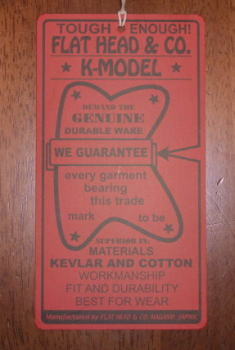 TOUGH ENOUGH!
FLAT HEAD & CO.
K-MODEL
DEMAND THE
GENUINE
DURABLE WARE
WE GUARANTEE
every garment
bearing
this trade
mark to be
SUPERIOR IN:
MATERIALS
KEVLAR AND COTTON
WORKMANSHIP
FIT AND DURABILITY
BEST FOR WEAR
Manufactured by FLAT HEAD & CO. NAGANO, JAPAN.